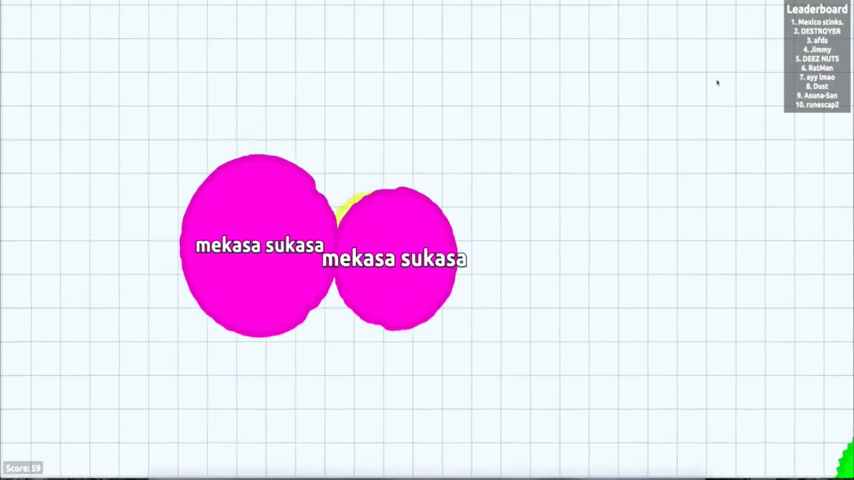 Leaderboard
1. Mexico stinks.
2. DESTROYER
3. afds
4. Jimmy
5. DEEZ NUTS
6. RatMan
7. ayy lmao
8. Dust
9. Asuna-San
10. runescap2
mekasa sukasa
mekasa sukasa
Score: 59